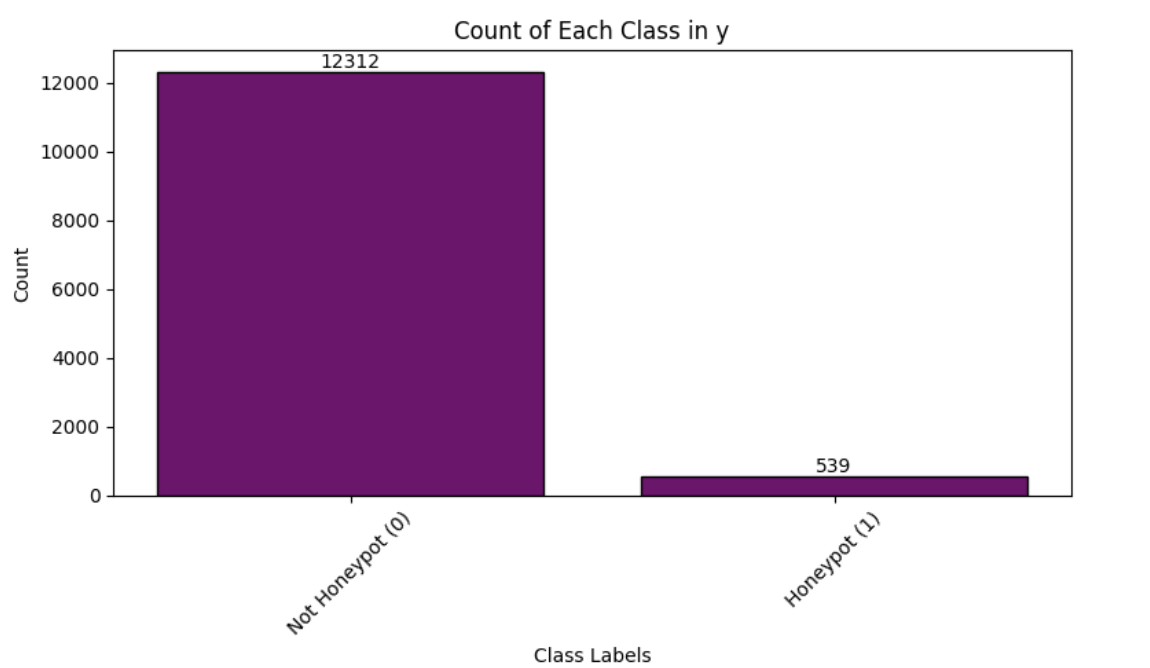 Count of Each Class in y
12312
12000
10000
8000
6000
4000
2000
0
Count
539
Not Honeypot (0)
Honeypot (1)
Class Labels